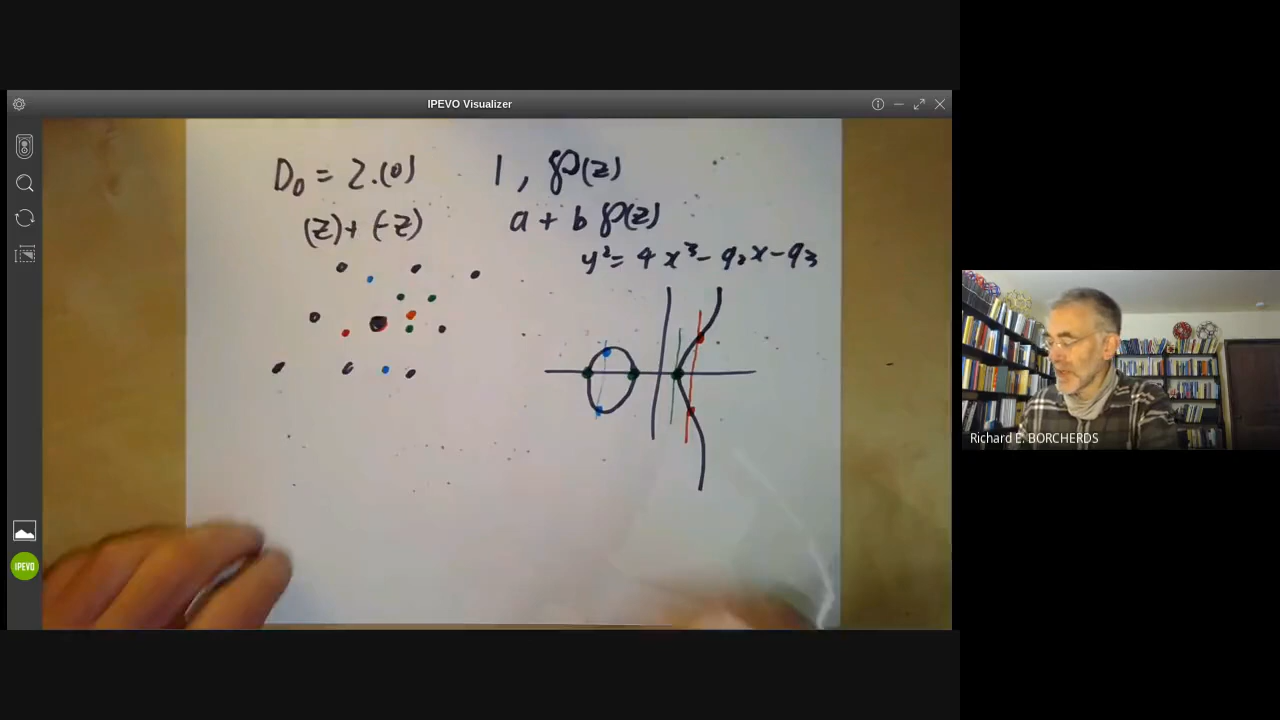 IPEVO Visualizer
D₀ = 2.(0)
1, ℘(z)
(z)+ (-z)
a + b ℘(z)
y² = 4x³ - g₂x - g₃
IPEVO
Richard E. BORCHERDS